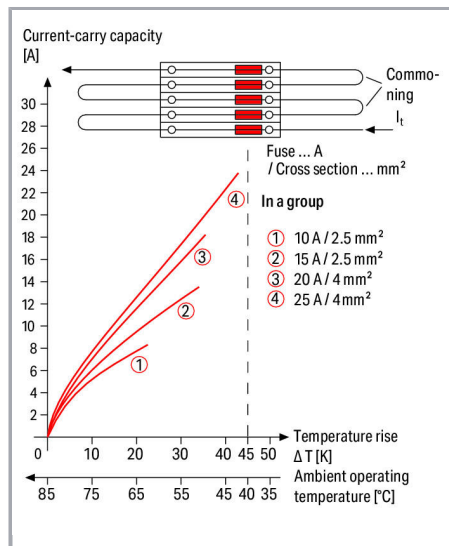 Current-carry capacity
[A]
Commo-
ning
I_t
30
28
26
24
22
20
18
16
14
12
10
8
6
4
2
Fuse ... A
/ Cross section ... mm²
In a group
① 10 A / 2.5 mm²
② 15 A / 2.5 mm²
③ 20 A / 4 mm²
④ 25 A / 4 mm²
④
③
②
①
0 10 20 30 40 45 50
Temperature rise
Δ T [K]
85 75 65 55 45 40 35
Ambient operating
temperature [°C]